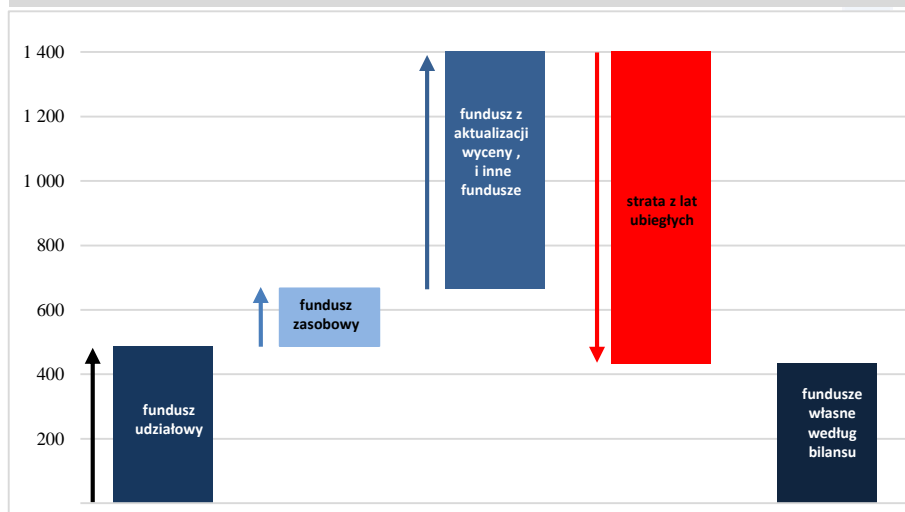 1 400
1 200
1 000
800
600
400
200
fundusz
udziałowy
fundusz
zasobowy
fundusz z
aktualizacji
wyceny ,
i inne
fundusze
strata z lat
ubiegłych
fundusze
własne
według
bilansu